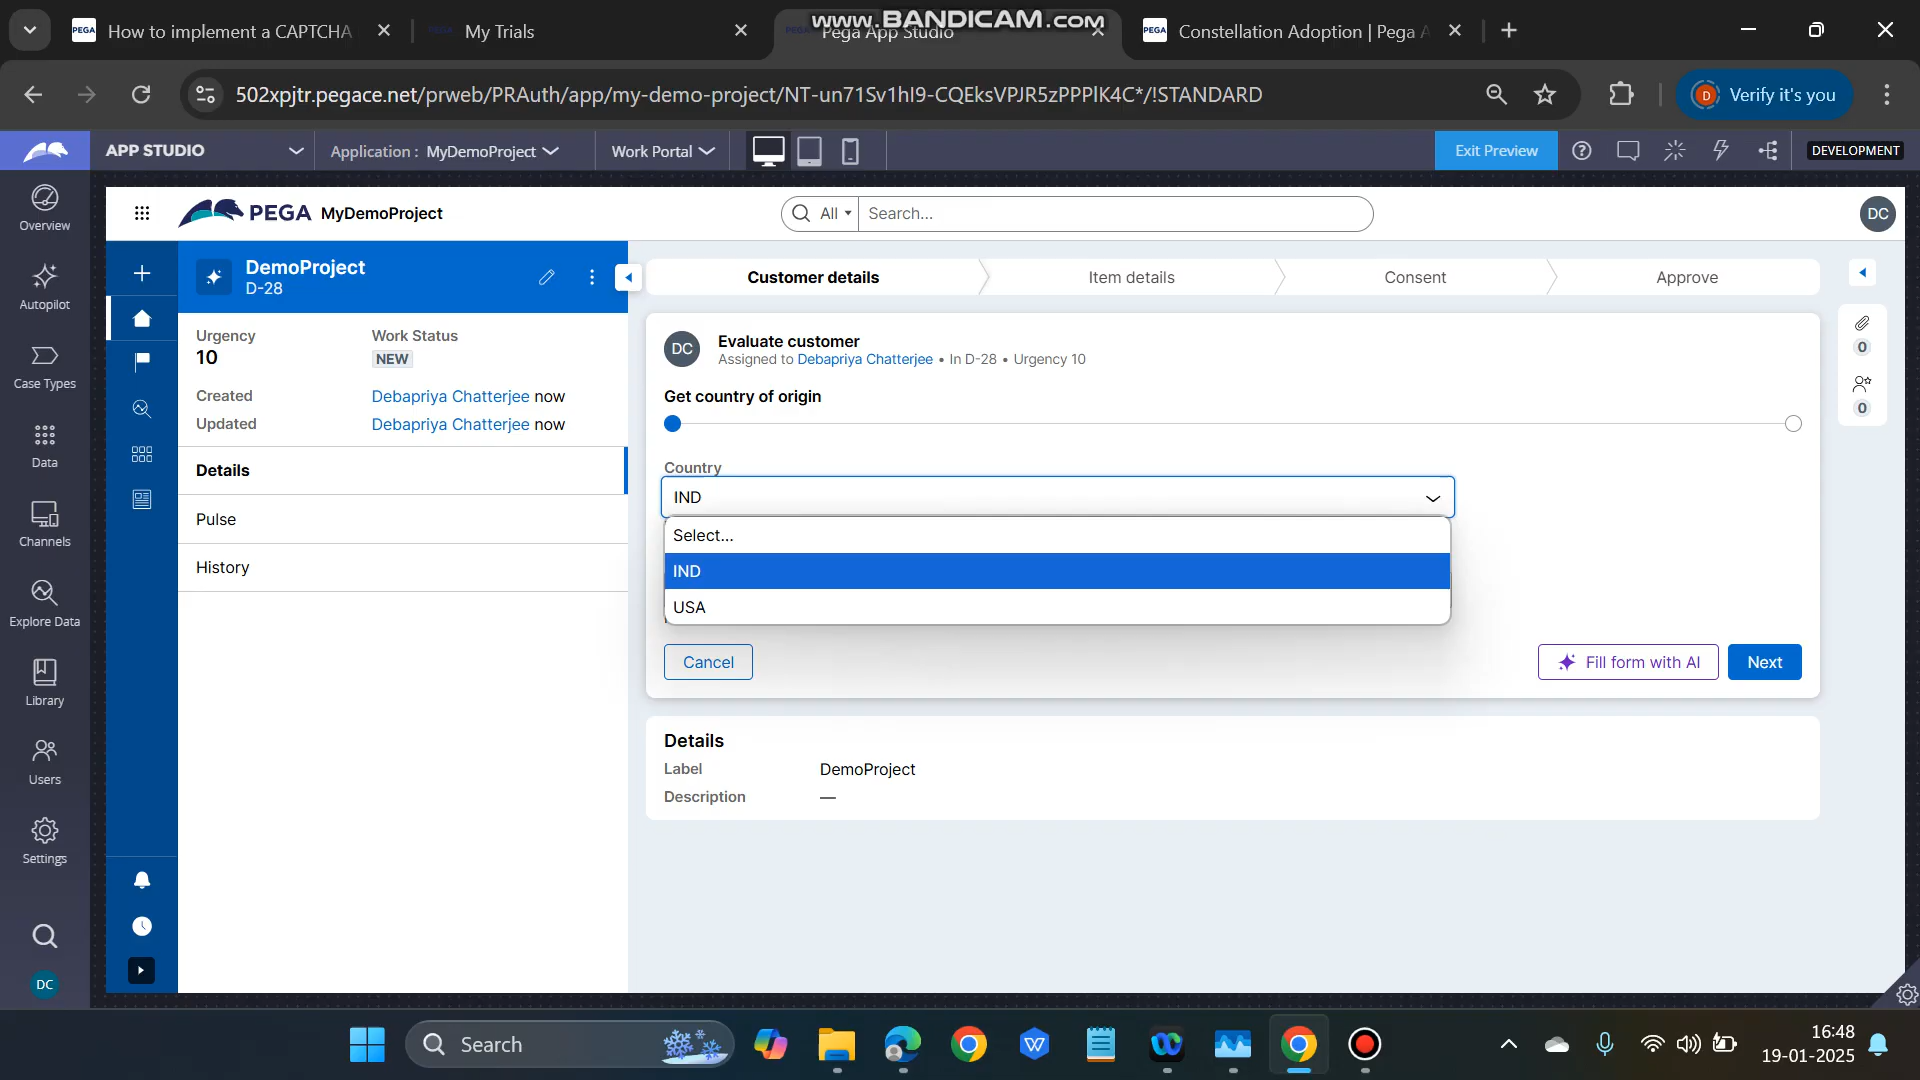 How to implement a CAPTCHA
My Trials
Pega App Studio
www.BANDICAM.com
Constellation Adoption | Pega A
502xpjtr.pegace.net/prweb/PRAuth/app/my-demo-project/NT-un71Sv1hI9-CQEksVPJR5zPPPlK4C*/!STANDARD
Verify it's you
APP STUDIO
Application : MyDemoProject
Work Portal
Exit Preview
DEVELOPMENT
Overview
Autopilot
Case Types
Data
Channels
Explore Data
Library
Users
Settings
DC
PEGA MyDemoProject
All
Search...
DC
DemoProject
D-28
Urgency
10
Work Status
NEW
Created
Debapriya Chatterjee now
Updated
Debapriya Chatterjee now
Details
Pulse
History
Customer details
Item details
Consent
Approve
DC
Evaluate customer
Assigned to Debapriya Chatterjee • In D-28 • Urgency 10
Get country of origin
Country
IND
Select...
IND
USA
Cancel
Fill form with AI
Next
Details
Label
DemoProject
Description
—
0
0
Search
16:48
19-01-2025